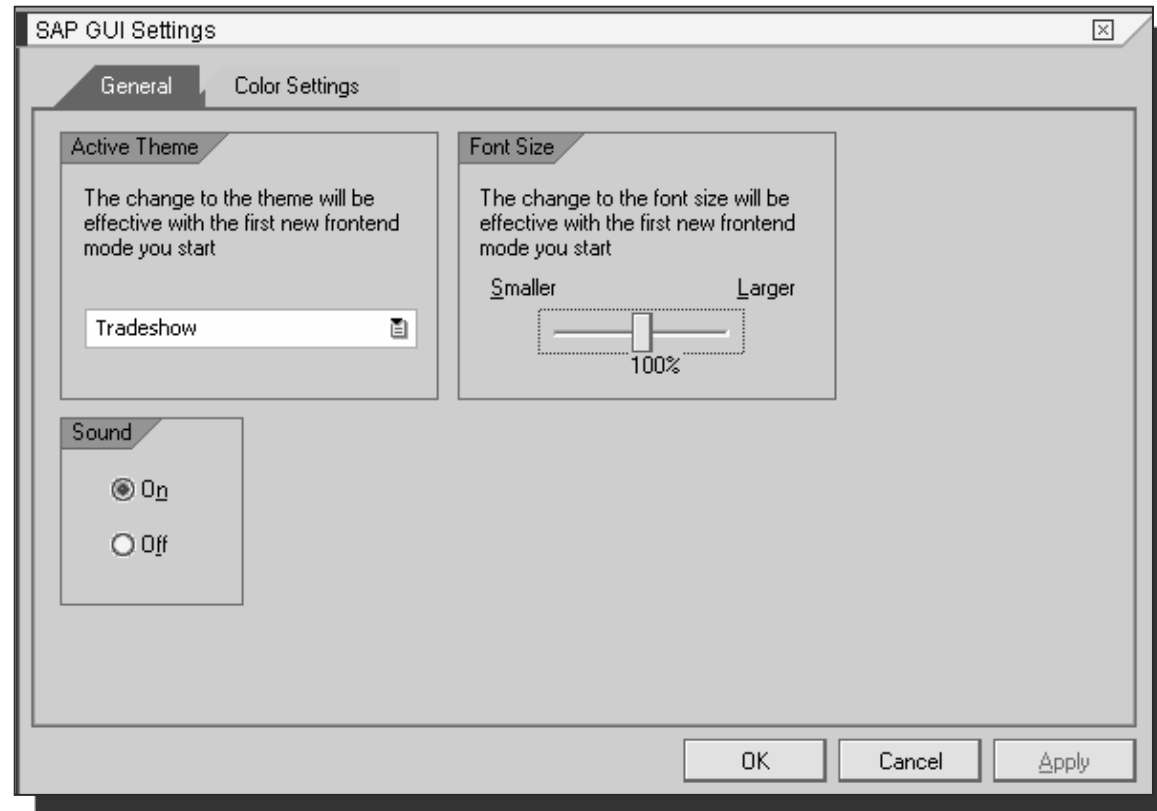 SAP GUI Settings
General
Color Settings
Active Theme
The change to the theme will be
effective with the first new frontend
mode you start
Tradeshow
Font Size
The change to the font size will be
effective with the first new frontend
mode you start
Smaller
Larger
100%
Sound
On
Off
OK
Cancel
Apply